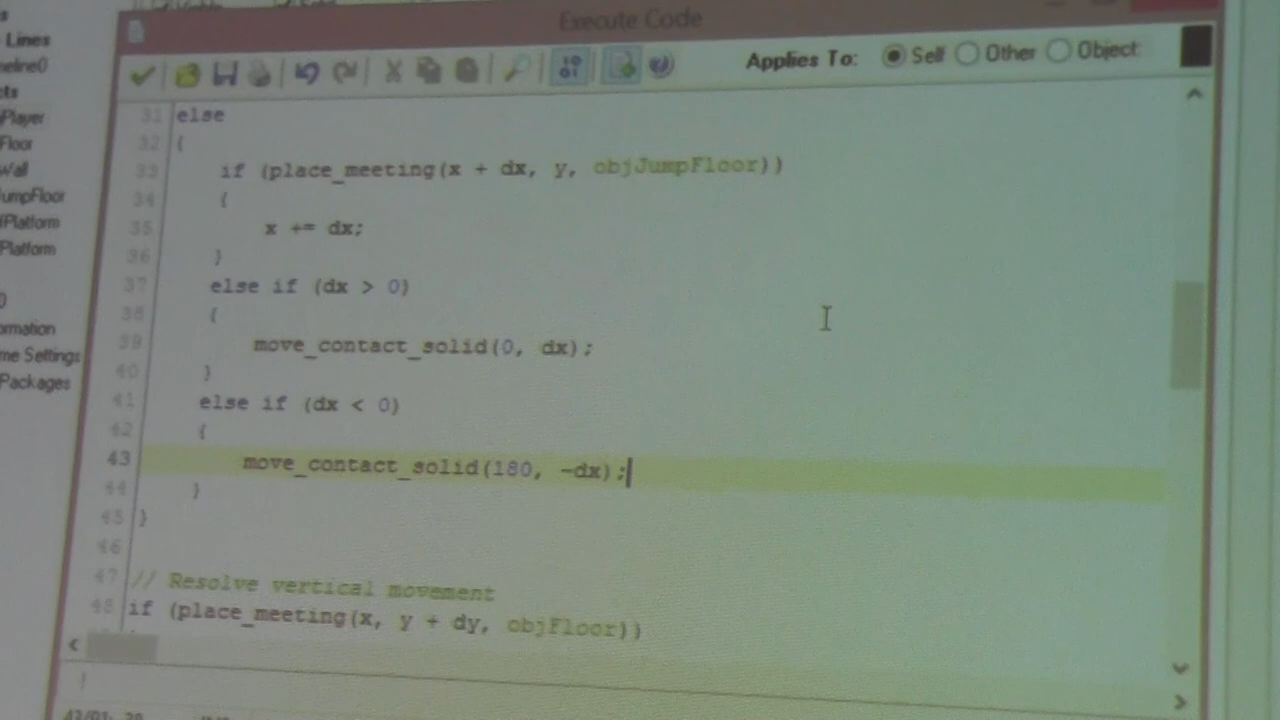 Execute Code
Lines
Applies To: Self Other Object:
Player
Floor
Wall
umpFloor
Platform
Platform
ormation
me Settings
Packages
31 else
32 {
33 if (place_meeting(x + dx, y, objJumpFloor))
34 {
35 x += dx;
36 }
37 else if (dx > 0)
38 {
39 move_contact_solid(0, dx);
40 }
41 else if (dx < 0)
42 {
43 move_contact_solid(180, -dx);
44 }
45 }
46
47 // Resolve vertical movement
48 if (place_meeting(x, y + dy, objFloor))